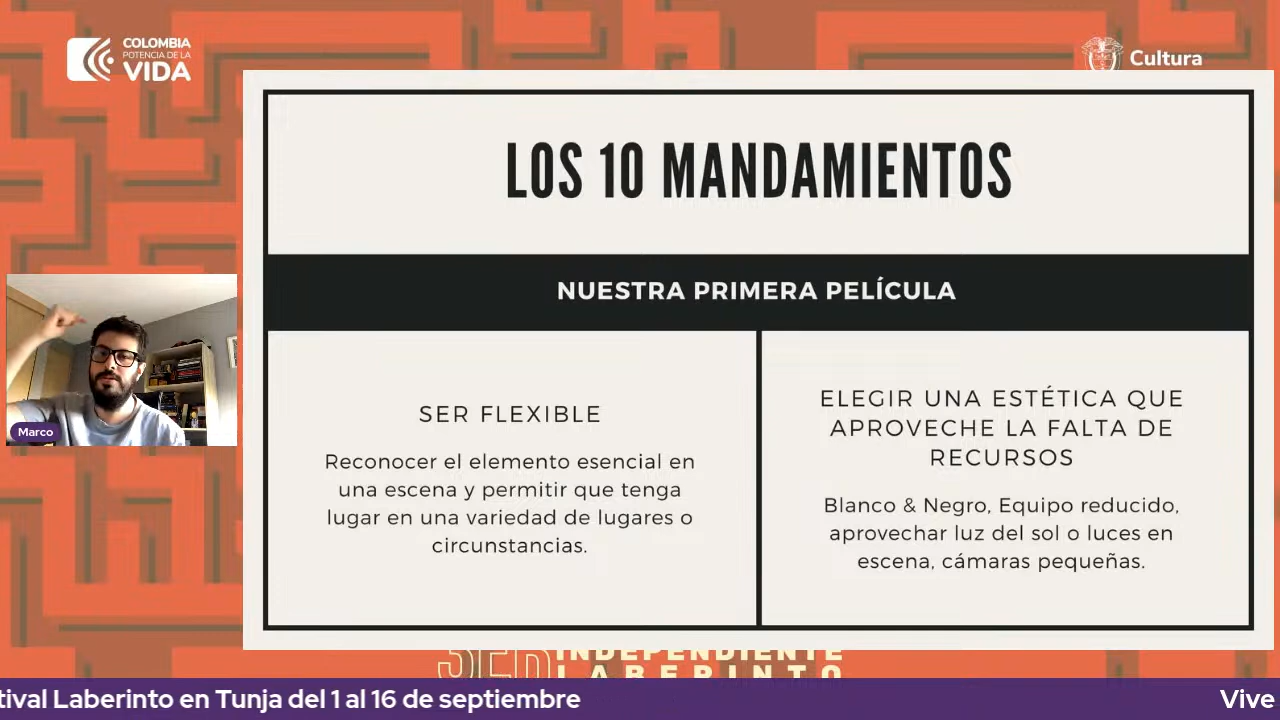 COLOMBIA
POTENCIA DE LA
VIDA
Cultura
LOS 10 MANDAMIENTOS
NUESTRA PRIMERA PELÍCULA
SER FLEXIBLE
Reconocer el elemento esencial en
una escena y permitir que tenga
lugar en una variedad de lugares o
circunstancias.
ELEGIR UNA ESTÉTICA QUE
APROVECHE LA FALTA DE
RECURSOS
Blanco & Negro, Equipo reducido,
aprovechar luz del sol o luces en
escena, cámaras pequeñas.
Marco
SER
INDEPENDIENTE
LABERINTO
tival Laberinto en Tunja del 1 al 16 de septiembre
Vive